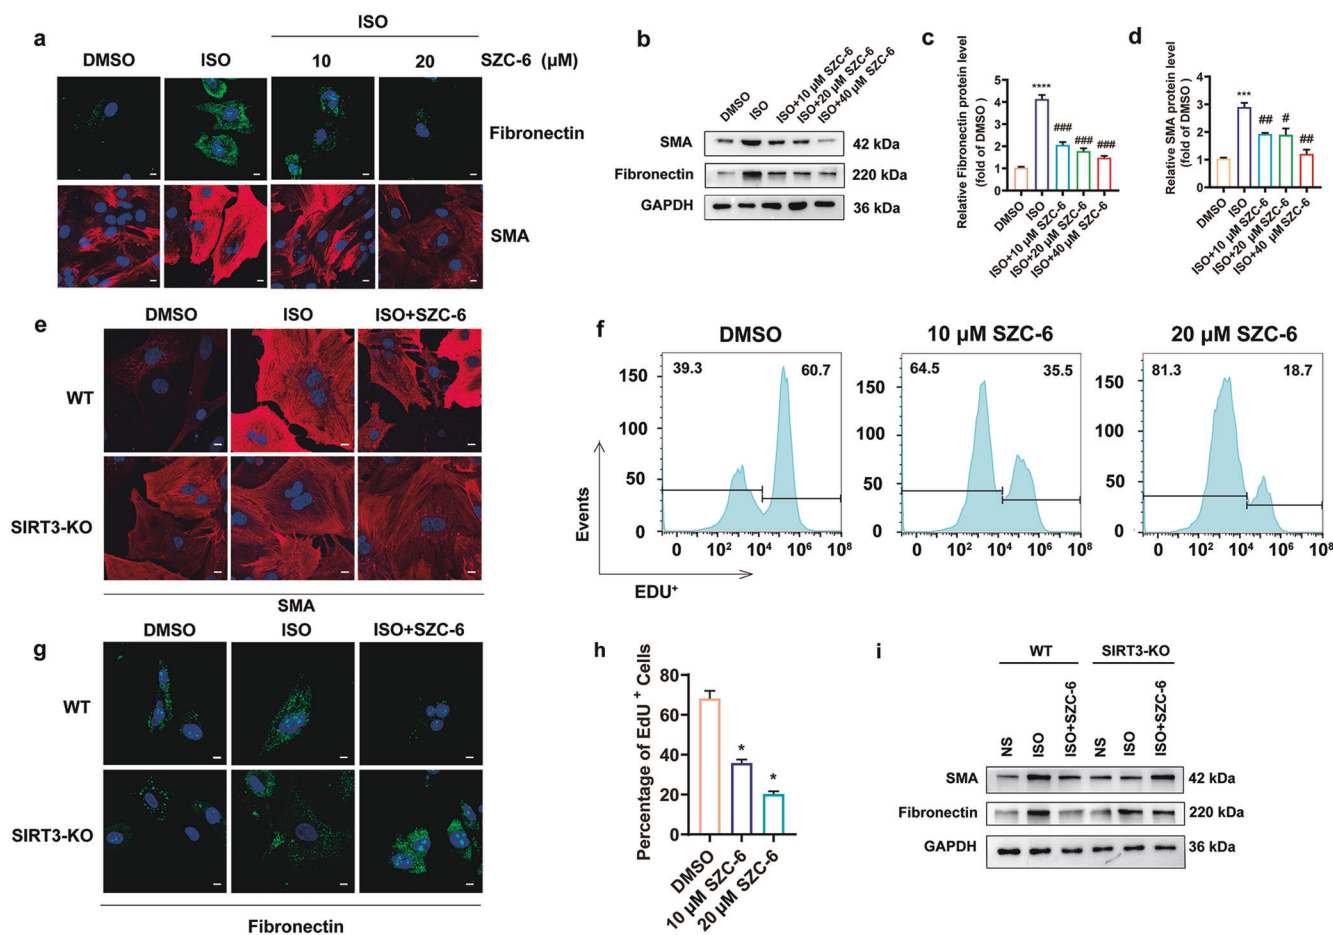 a
ISO
DMSO
ISO
10
20
SZC-6 (μM)
Fibronectin
SMA
b
DMSO
ISO
ISO+10 μM SZC-6
ISO+20 μM SZC-6
ISO+40 μM SZC-6
SMA
42 kDa
Fibronectin
220 kDa
GAPDH
36 kDa
c
Relative Fibronectin protein level
(fold of DMSO )
5
4
3
2
1
0
****
###
###
###
DMSO
ISO
ISO+10 μM SZC-6
ISO+20 μM SZC-6
ISO+40 μM SZC-6
d
Relative SMA protein level
(fold of DMSO )
4
3
2
1
0
***
##
#
##
DMSO
ISO
ISO+10 μM SZC-6
ISO+20 μM SZC-6
ISO+40 μM SZC-6
e
DMSO
ISO
ISO+SZC-6
WT
SIRT3-KO
SMA
f
DMSO
39.3
60.7
150
100
50
0
0
10²
10⁴
10⁶
10⁸
Events
EDU⁺
10 μM SZC-6
64.5
35.5
150
100
50
0
0
10²
10⁴
10⁶
10⁸
20 μM SZC-6
81.3
18.7
150
100
50
0
0
10²
10⁴
10⁶
10⁸
g
DMSO
ISO
ISO+SZC-6
WT
SIRT3-KO
Fibronectin
h
Percentage of EdU ⁺ Cells
80
60
40
20
0
*
*
DMSO
10 μM SZC-6
20 μM SZC-6
i
WT
SIRT3-KO
NS
ISO
ISO+SZC-6
NS
ISO
ISO+SZC-6
SMA
42 kDa
Fibronectin
220 kDa
GAPDH
36 kDa